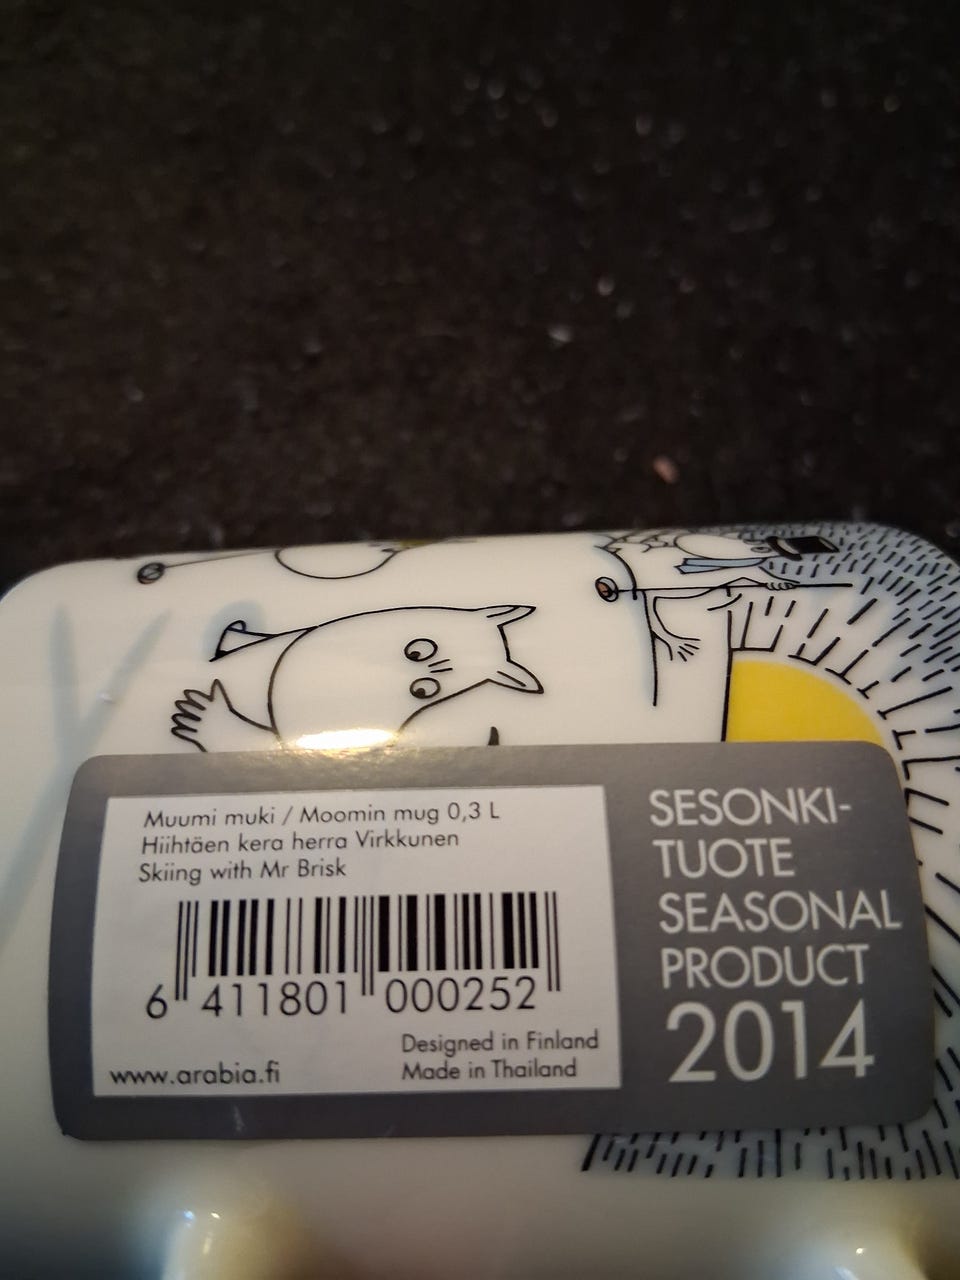 Muumi muki / Moomin mug 0,3 L
Hiihtäen kera herra Virkkunen
Skiing with Mr Brisk
6 411801 000252
Designed in Finland
www.arabia.fi Made in Thailand
SESONKI-
TUOTE
SEASONAL
PRODUCT
2014